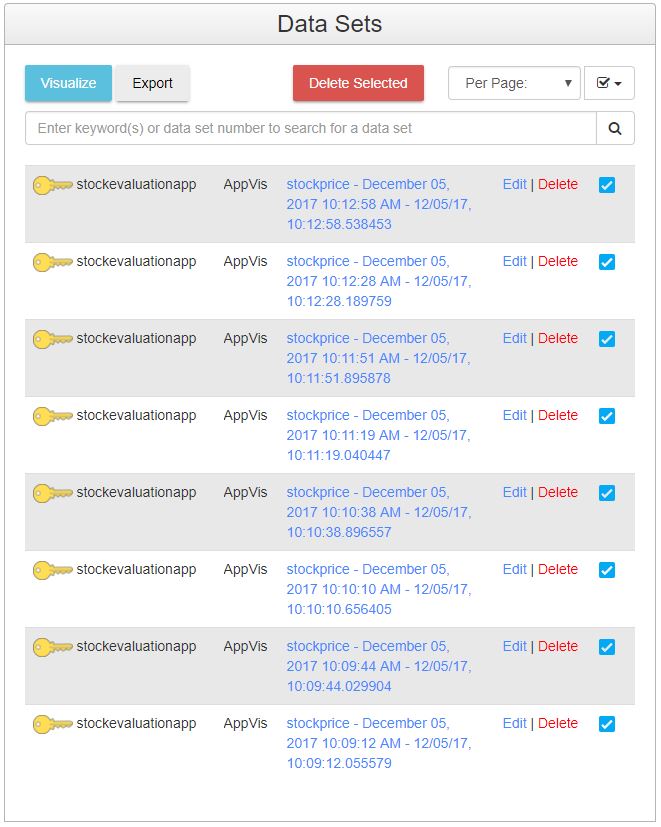 Data Sets
Visualize Export Delete Selected Per Page:
Enter keyword(s) or data set number to search for a data set
stockevaluationapp AppVis stockprice - December 05, Edit | Delete
2017 10:12:58 AM - 12/05/17,
10:12:58.538453
stockevaluationapp AppVis stockprice - December 05, Edit | Delete
2017 10:12:28 AM - 12/05/17,
10:12:28.189759
stockevaluationapp AppVis stockprice - December 05, Edit | Delete
2017 10:11:51 AM - 12/05/17,
10:11:51.895878
stockevaluationapp AppVis stockprice - December 05, Edit | Delete
2017 10:11:19 AM - 12/05/17,
10:11:19.040447
stockevaluationapp AppVis stockprice - December 05, Edit | Delete
2017 10:10:38 AM - 12/05/17,
10:10:38.896557
stockevaluationapp AppVis stockprice - December 05, Edit | Delete
2017 10:10:10 AM - 12/05/17,
10:10:10.656405
stockevaluationapp AppVis stockprice - December 05, Edit | Delete
2017 10:09:44 AM - 12/05/17,
10:09:44.029904
stockevaluationapp AppVis stockprice - December 05, Edit | Delete
2017 10:09:12 AM - 12/05/17,
10:09:12.055579